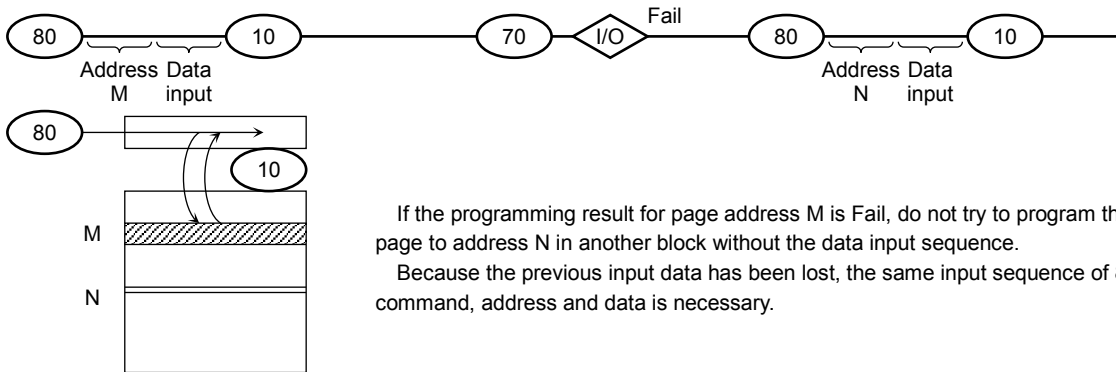 Fail
80 10 70 I/O 80 10
Address Data Address Data
M input N input
80
10
M
N
If the programming result for page address M is Fail, do not try to program
page to address N in another block without the data input sequence.
Because the previous input data has been lost, the same input sequence of
command, address and data is necessary.